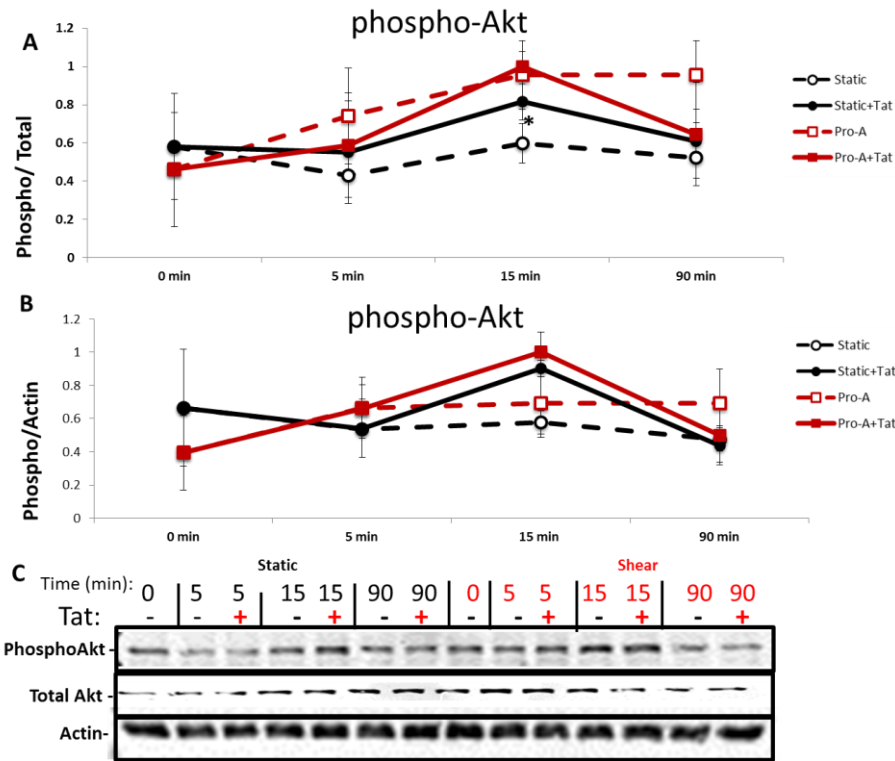 A
phospho-Akt
Phospho/ Total
1.2
1
0.8
0.6
0.4
0.2
0
*
0 min
5 min
15 min
90 min
Static
Static+Tat
Pro-A
Pro-A+Tat
B
phospho-Akt
Phospho/Actin
1.2
1
0.8
0.6
0.4
0.2
0
0 min
5 min
15 min
90 min
Static
Static+Tat
Pro-A
Pro-A+Tat
C
Static Shear
Time (min): 0 5 5 15 15 90 90 0 5 5 15 15 90 90
Tat: - - + - + - + - - + - + - +
PhosphoAkt -
Total Akt -
Actin-